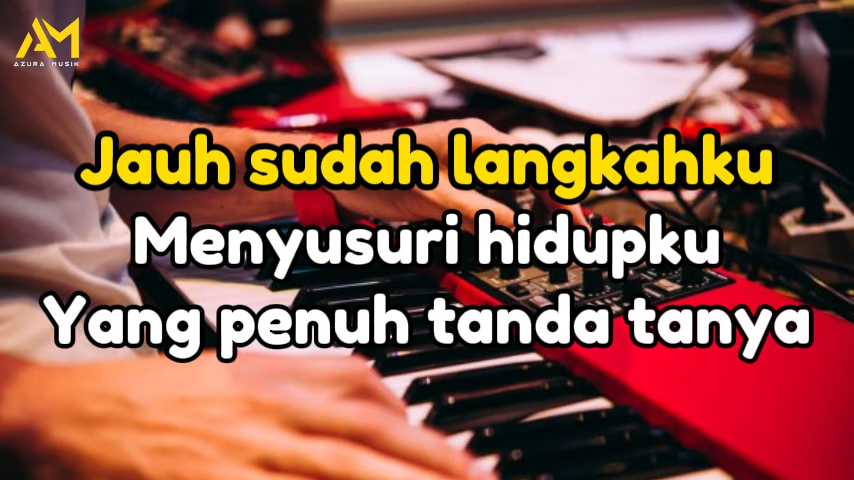 AM
AZURA MUSIK
Jauh sudah langkahku
Menyusuri hidupku
Yang penuh tanda tanya